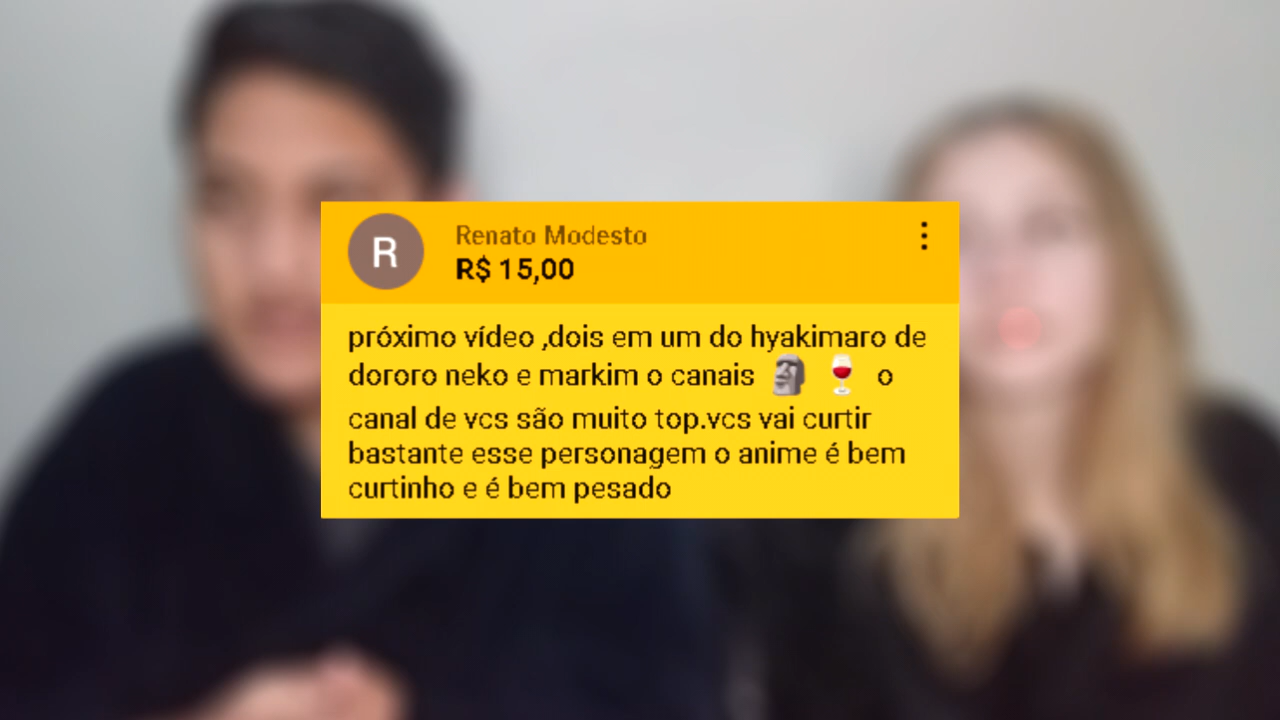 R
Renato Modesto
R$ 15,00
próximo vídeo ,dois em um do hyakimaro de
dororo neko e markim o canais 🗿 🍷 o
canal de vcs são muito top.vcs vai curtir
bastante esse personagem o anime é bem
curtinho e é bem pesado